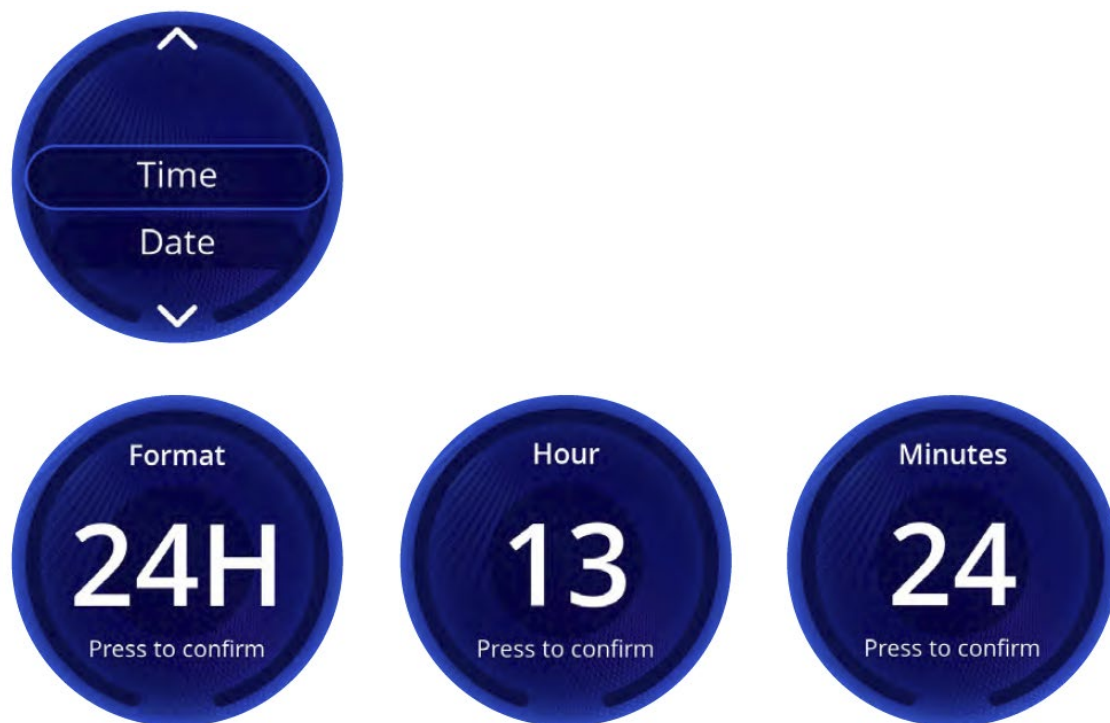 Time
Date
Format
24H
Press to confirm
Hour
13
Press to confirm
Minutes
24
Press to confirm